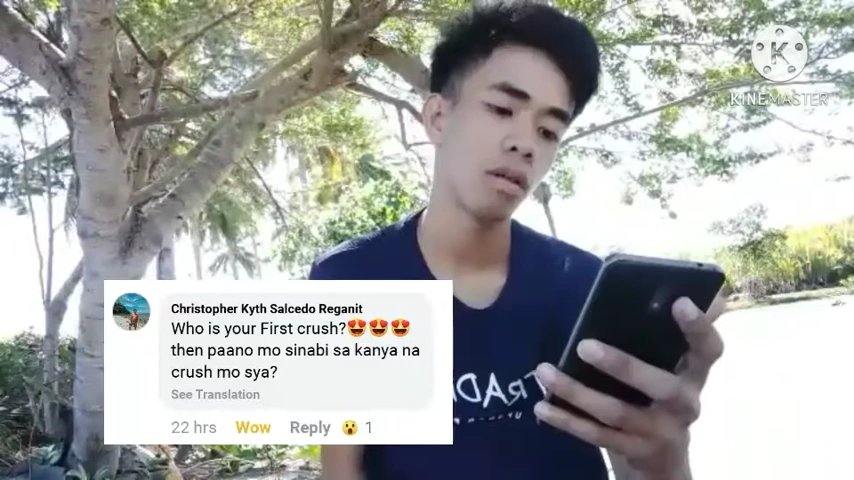 K
KINEMASTER
Christopher Kyth Salcedo Reganit
Who is your First crush?😍😍😍
then paano mo sinabi sa kanya na
crush mo sya?
See Translation
22 hrs Wow Reply 😮 1